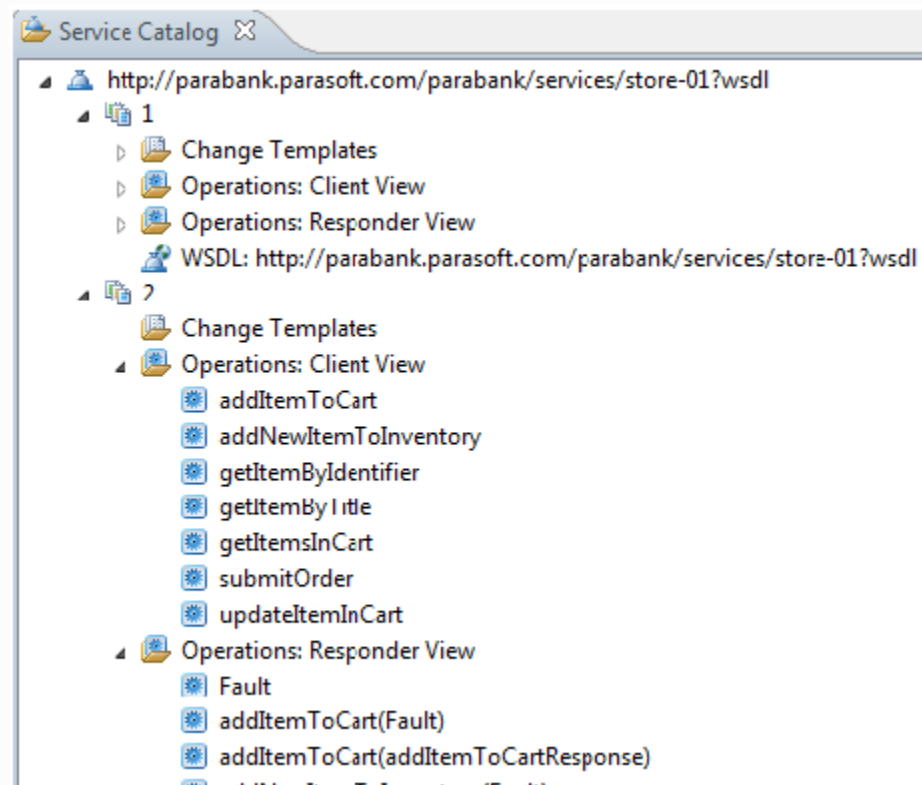 Service Catalog
http://parabank.parasoft.com/parabank/services/store-01?wsdl
1
Change Templates
Operations: Client View
Operations: Responder View
WSDL: http://parabank.parasoft.com/parabank/services/store-01?wsdl
2
Change Templates
Operations: Client View
addItemToCart
addNewItemToInventory
getItemByIdentifier
getItemByTitle
getItemsInCart
submitOrder
updateItemInCart
Operations: Responder View
Fault
addItemToCart(Fault)
addItemToCart(addItemToCartResponse)